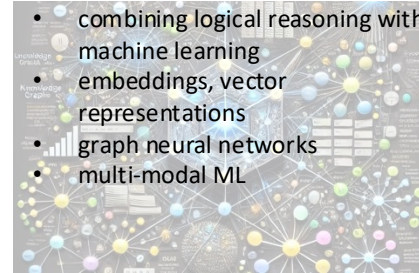 • combining logical reasoning with
machine learning
• embeddings, vector
representations
• graph neural networks
• multi-modal ML